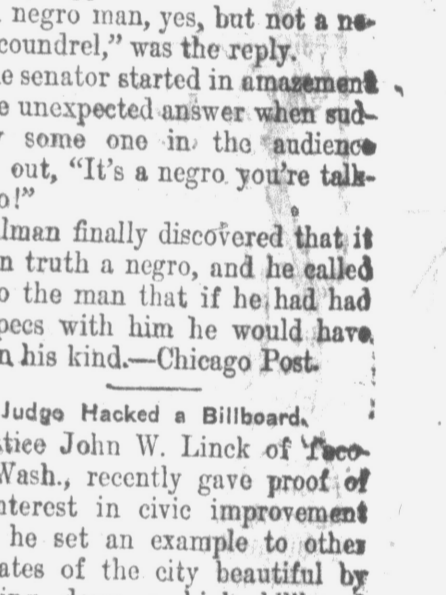 negro man, yes, but not a ne-
coundrel," was the reply.
e senator started in amazement
e unexpected answer when sud-
some one in the audience
out, "It's a negro you're talk-
o!"
lman finally discovered that it
n truth a negro, and he called
o the man that if he had had
pecs with him he would have
n his kind.—Chicago Post.
Judge Hacked a Billboard.
tice John W. Linck of Taco-
Wash., recently gave proof of
nterest in civic improvement
he set an example to other
ates of the city beautiful by